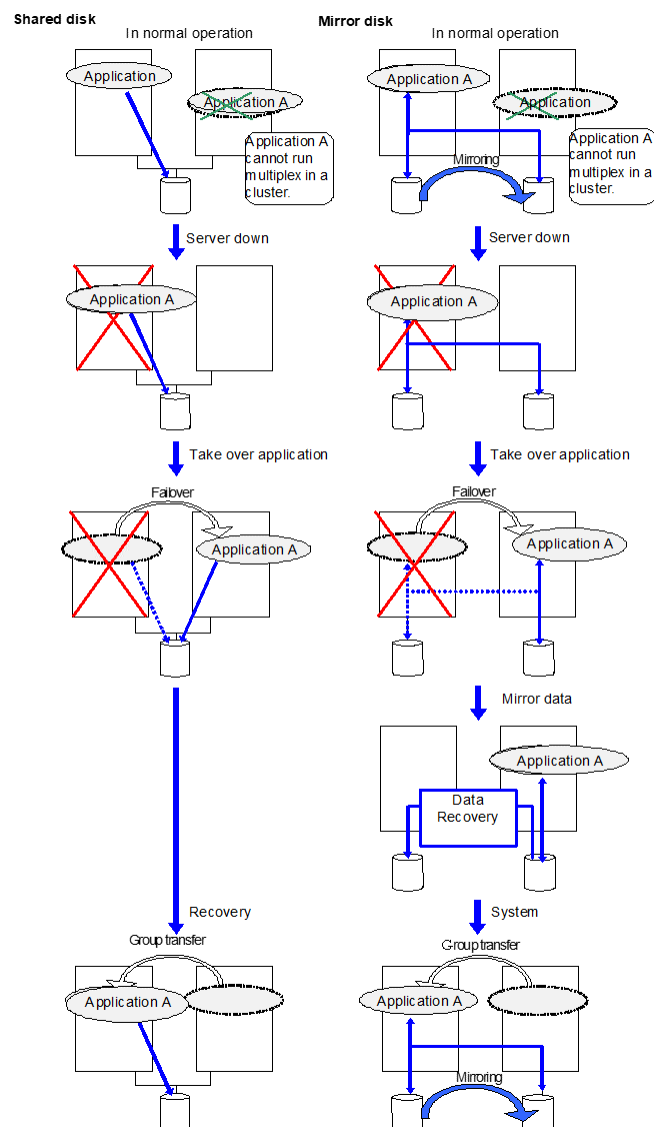 Shared disk
In normal operation
Application
Application A
Application A
cannot run
multiplex in a
cluster.
Server down
Application A
Take over application
Failover
Application A
Recovery
Group transfer
Application A
Mirror disk
In normal operation
Application A
Application
Application A
cannot run
multiplex in a
cluster.
Mirroring
Server down
Application A
Take over application
Failover
Application A
Mirror data
Application A
Data
Recovery
System
Group transfer
Application A
Mirroring